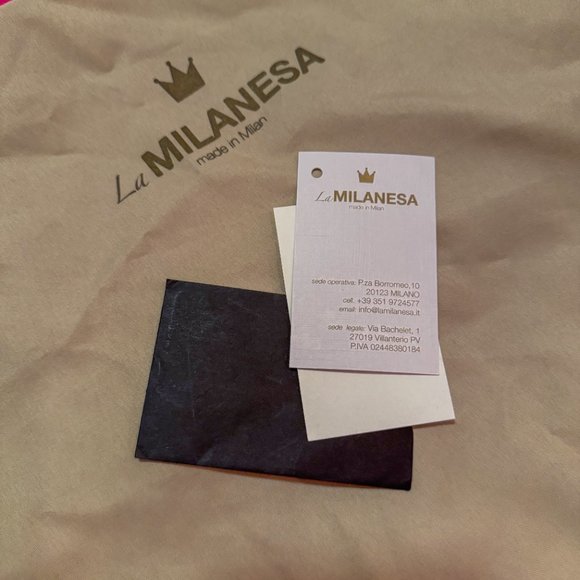 La MILANESA
made in Milan
La MILANESA
made in Milan
sede operativa: P.za Borromeo,10
20123 MILANO
cell. +39 351 9724577
email: info@lamilanesa.it
sede legale: Via Bachelet, 1
27019 Villanterio PV
P.IVA 02448380184